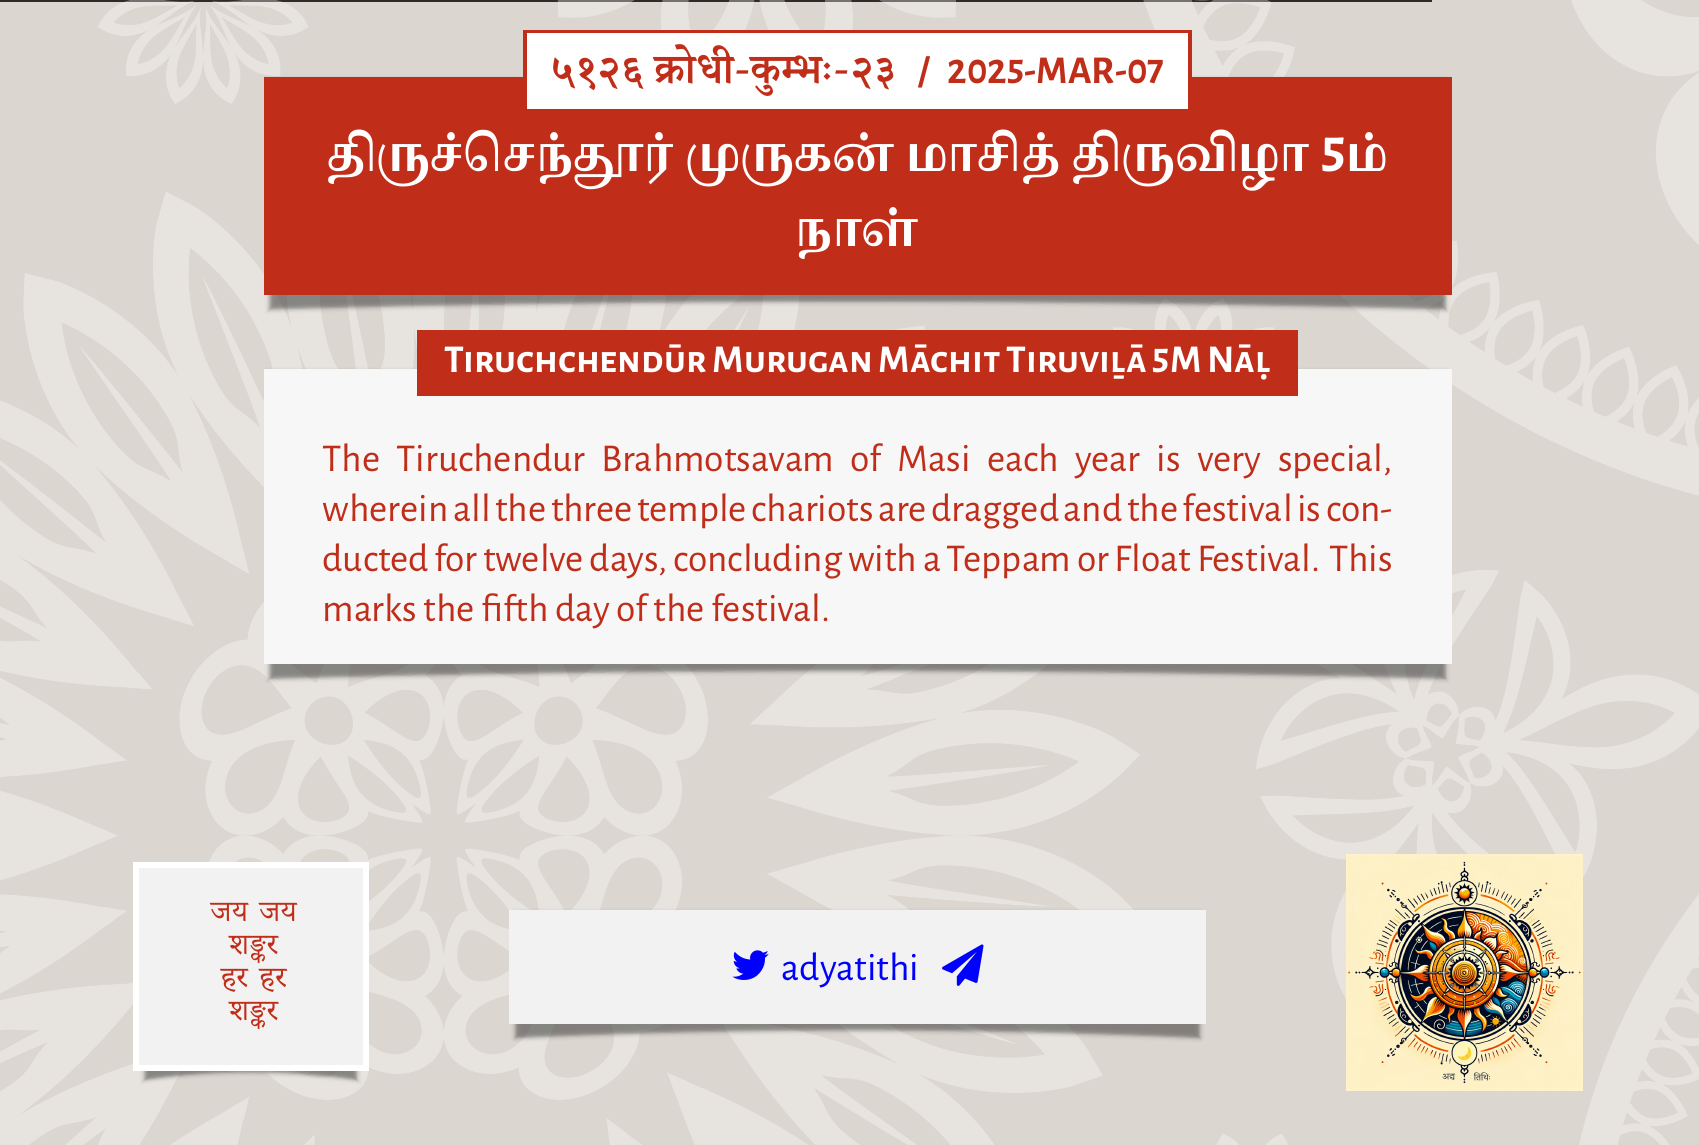 ५१२६ क्रोधी-कुम्भः-२३ / 2025-MAR-07
திருச்செந்தூர் முருகன் மாசித் திருவிழா 5ம்
நாள்
Tiruchchendūr Murugan Māchit Tiruviḻā 5m Nāḷ
The Tiruchendur Brahmotsavam of Masi each year is very special,
wherein all the three temple chariots are dragged and the festival is con-
ducted for twelve days, concluding with a Teppam or Float Festival. This
marks the fifth day of the festival.
जय जय
शङ्कर
हर हर
शङ्कर
adyatithi
अद्य तिथिः